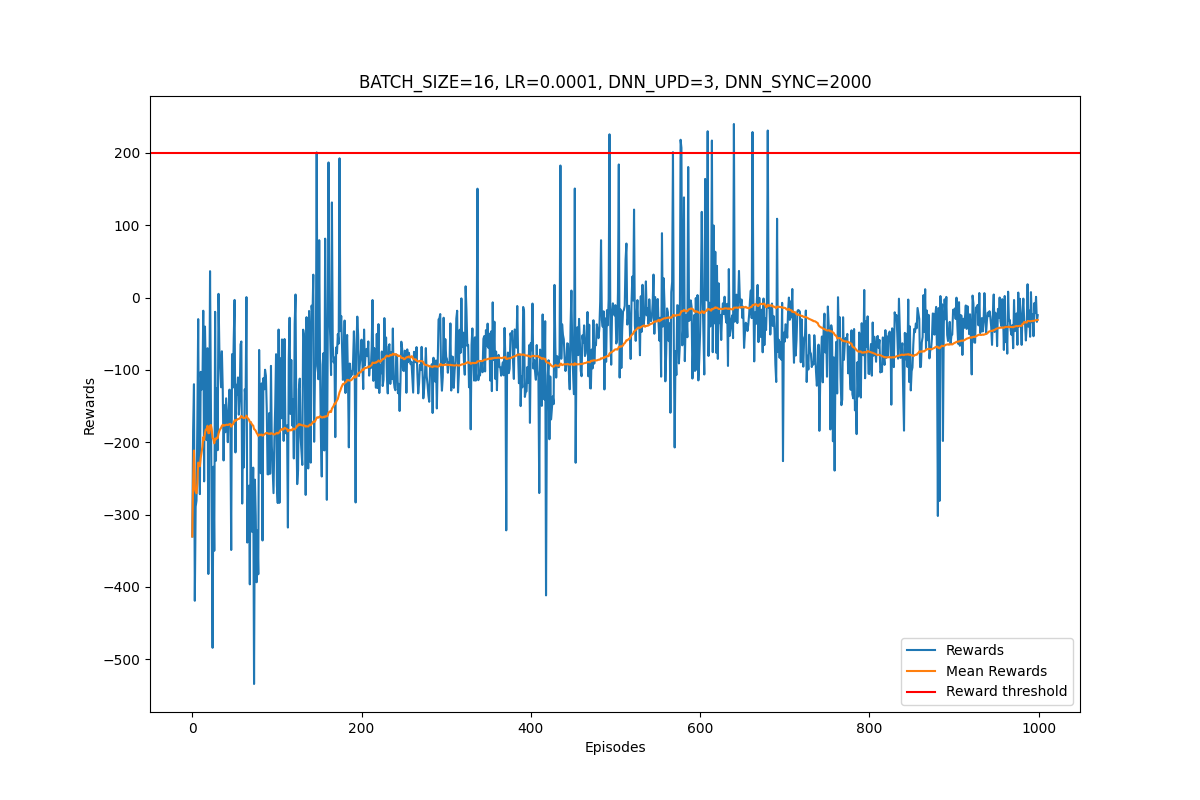 BATCH_SIZE=16, LR=0.0001, DNN_UPD=3, DNN_SYNC=2000
200
100
0
−100
−200
−300
−400
−500
Rewards
0
200
400
600
800
1000
Episodes
Rewards
Mean Rewards
Reward threshold